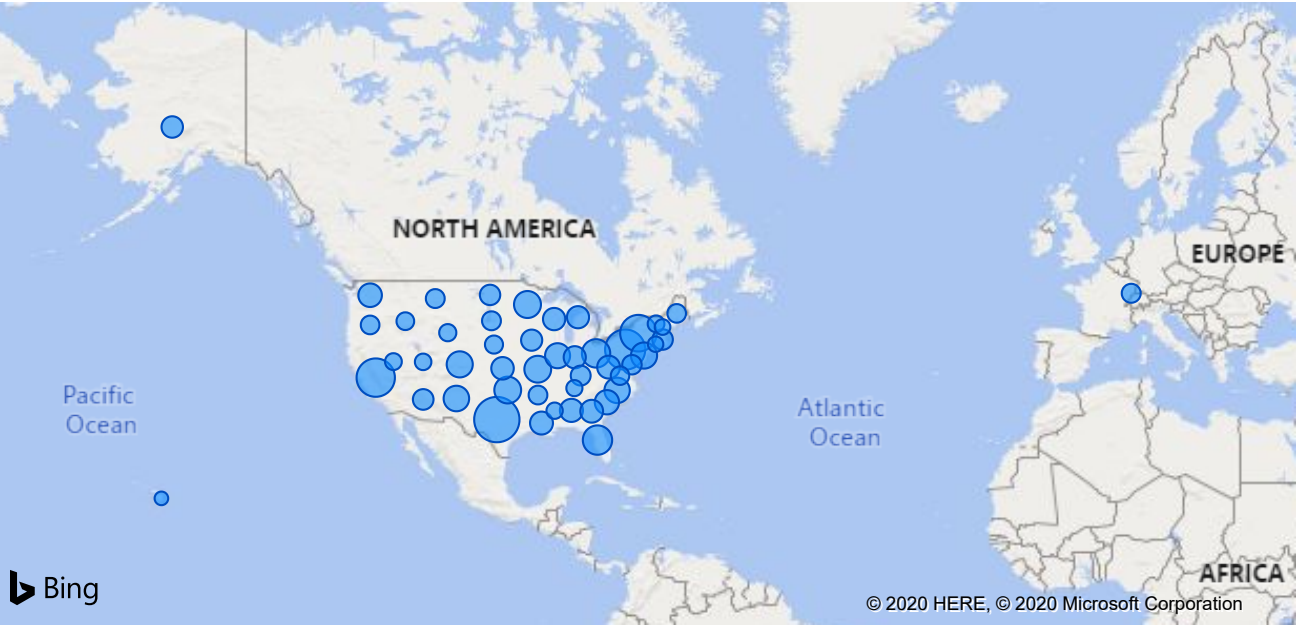 NORTH AMERICA
EUROPE
Pacific
Ocean
Atlantic
Ocean
AFRICA
Bing
© 2020 HERE, © 2020 Microsoft Corporation